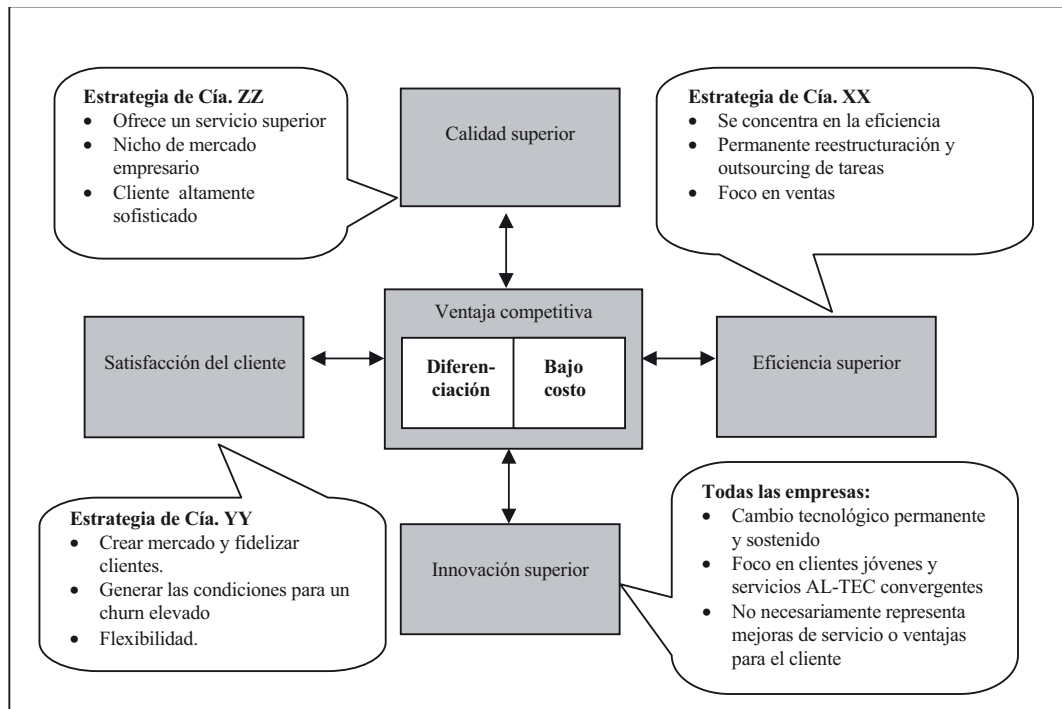 Estrategia de Cía. ZZ
• Ofrece un servicio superior
• Nicho de mercado
empresario
• Cliente altamente
sofisticado
Calidad superior
Estrategia de Cía. XX
• Se concentra en la eficiencia
• Permanente reestructuración y
outsourcing de tareas
• Foco en ventas
Satisfacción del cliente
Ventaja competitiva
Diferen-
ciación
Bajo
costo
Eficiencia superior
Estrategia de Cía. YY
• Crear mercado y fidelizar
clientes.
• Generar las condiciones para un
churn elevado
• Flexibilidad.
Innovación superior
Todas las empresas:
• Cambio tecnológico permanente
y sostenido
• Foco en clientes jóvenes y
servicios AL-TEC convergentes
• No necesariamente representa
mejoras de servicio o ventajas
para el cliente